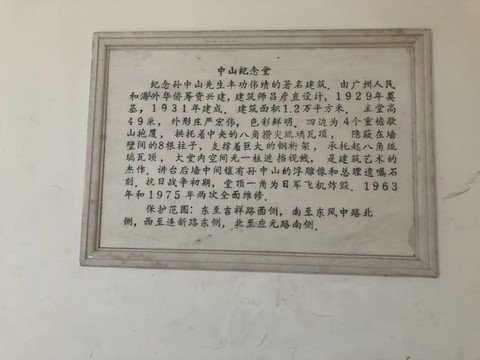 中山纪念堂
纪念孙中山先生丰功伟绩的著名建筑。由广州人民
和海外华侨筹资兴建，建筑师吕彦直设计，1929年奠
基，1931年建成，建筑面积1.2万平方米。主堂高
49米，外形庄严宏伟，色彩鲜明。四边为4个重檐歇
山抱厦，拱托着中央的八角攒尖琉璃瓦顶，隐蔽在墙
壁间的8根柱子，支撑着巨大的钢桁架，承托起八角琉
璃瓦顶，大堂内空间无一柱遮挡视线，是建筑艺术的
杰作。讲台后墙中间镶有孙中山的浮雕像和总理遗嘱石
刻。抗日战争初期，堂顶一角为日军飞机炸毁。1963
年和1975年两次全面维修。
保护范围：东至吉祥路西侧，南至东风中路北
侧，西至连新路东侧，北至应元路南侧。